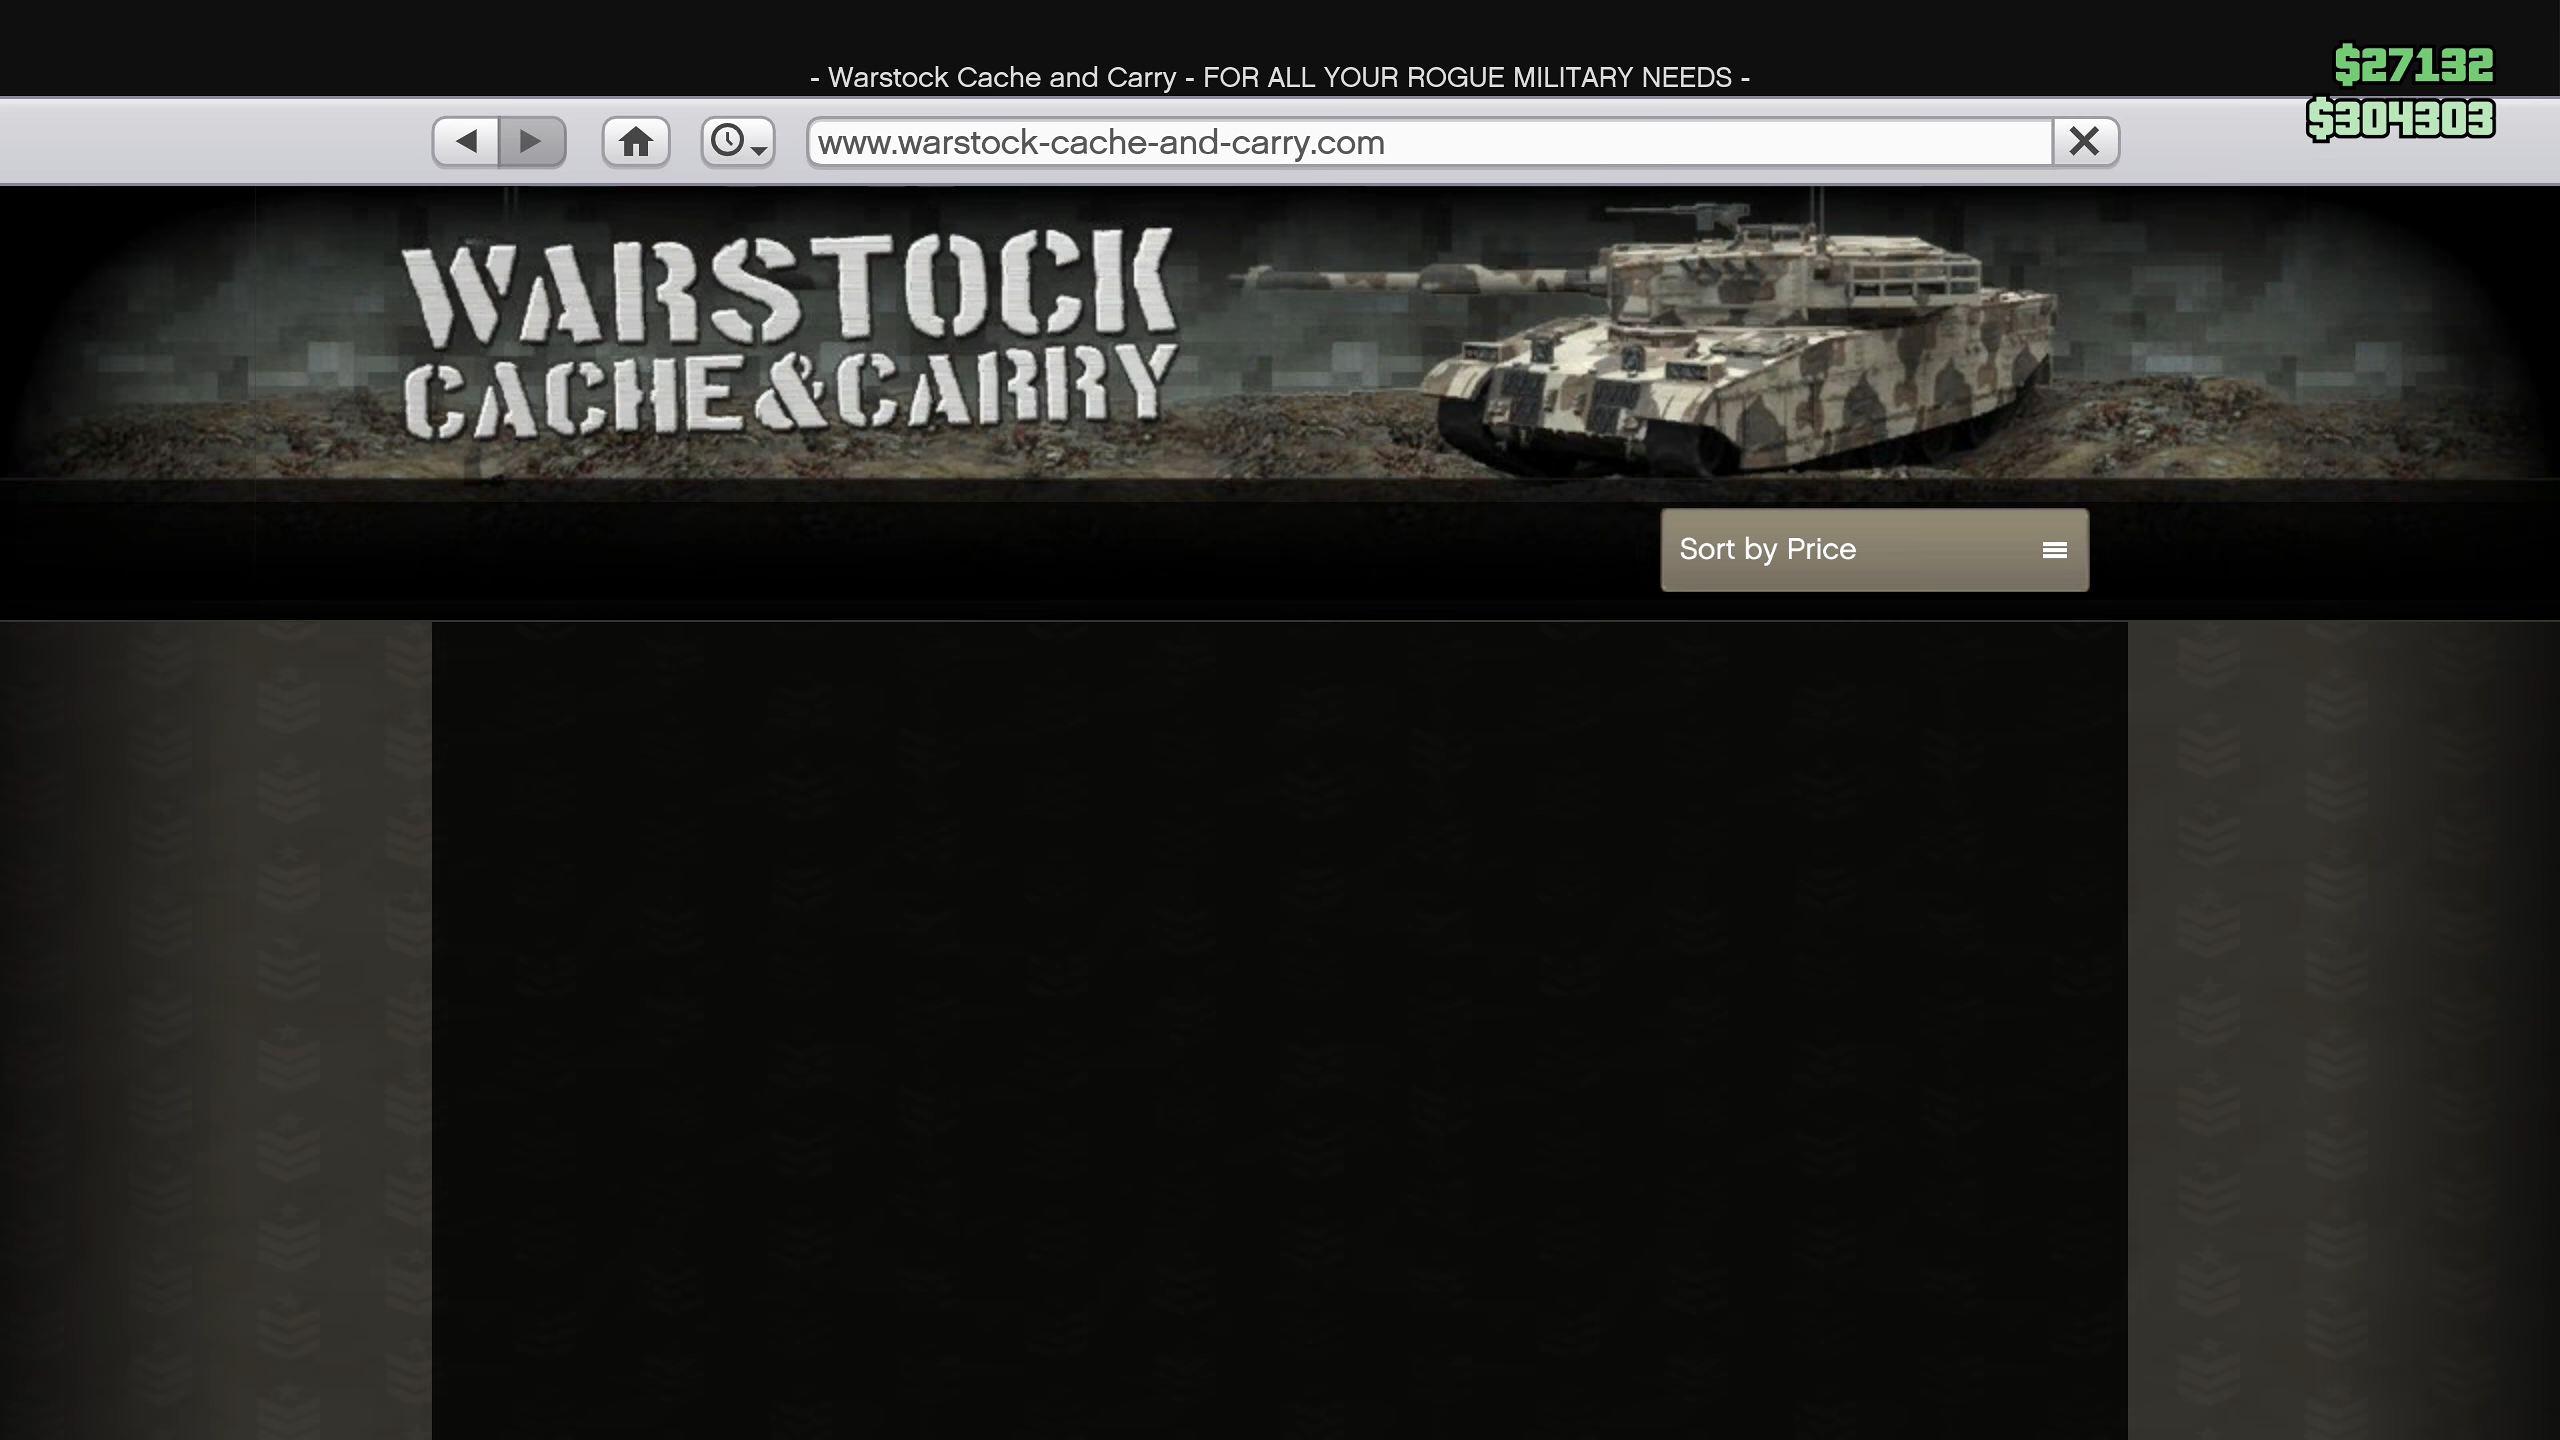 - Warstock Cache and Carry - FOR ALL YOUR ROGUE MILITARY NEEDS -
$27132
$304303
www.warstock-cache-and-carry.com
WARSTOCK
CACHE&CARRY
Sort by Price